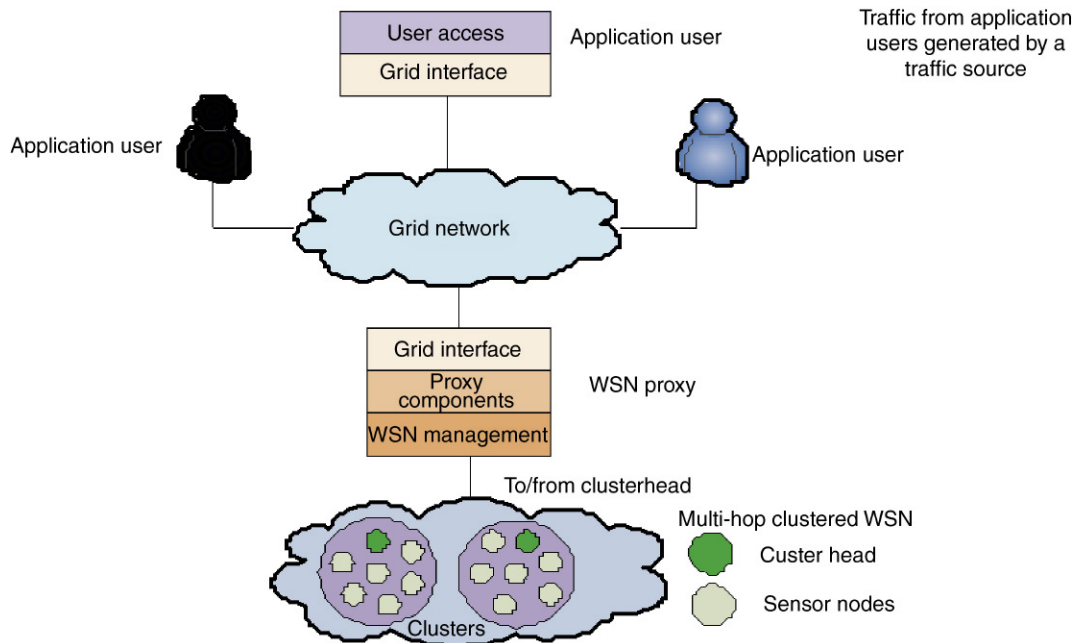 User access
Grid interface
Application user
Traffic from application
users generated by a
traffic source
Application user
Application user
Grid network
Grid interface
Proxy
components
WSN management
WSN proxy
To/from clusterhead
Multi-hop clustered WSN
Custer head
Sensor nodes
Clusters